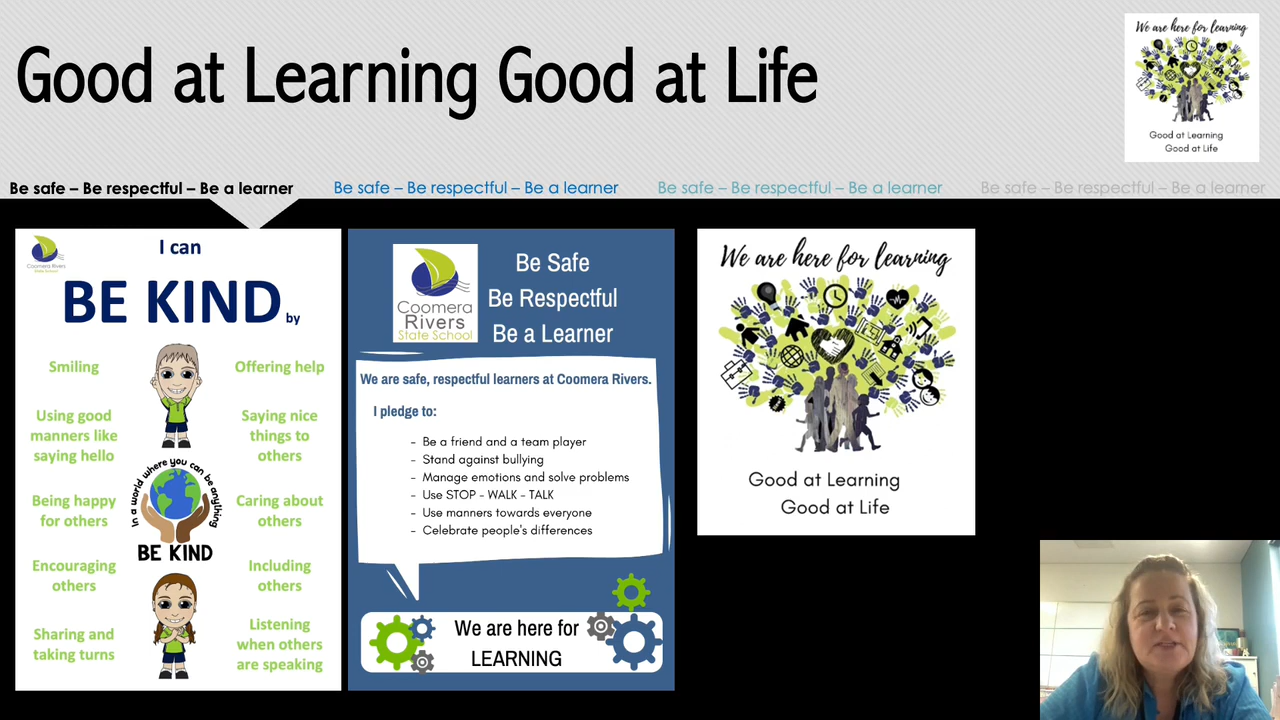 Good at Learning Good at Life
We are here for learning
Good at Learning
Good at Life
Be safe – Be respectful – Be a learner
Be safe – Be respectful – Be a learner
Be safe – Be respectful – Be a learner
Be safe – Be respectful – Be a learner
Coomera Rivers
State School
I can
BE KIND by
Smiling
Using good
manners like
saying hello
Being happy
for others
Encouraging
others
Sharing and
taking turns
In a world where you can be anything
BE KIND
Offering help
Saying nice
things to
others
Caring about
others
Including
others
Listening
when others
are speaking
Coomera
Rivers
State School
Be Safe
Be Respectful
Be a Learner
We are safe, respectful learners at Coomera Rivers.
I pledge to:
- Be a friend and a team player
- Stand against bullying
- Manage emotions and solve problems
- Use STOP - WALK - TALK
- Use manners towards everyone
- Celebrate people's differences
We are here for
LEARNING
We are here for learning
Good at Learning
Good at Life